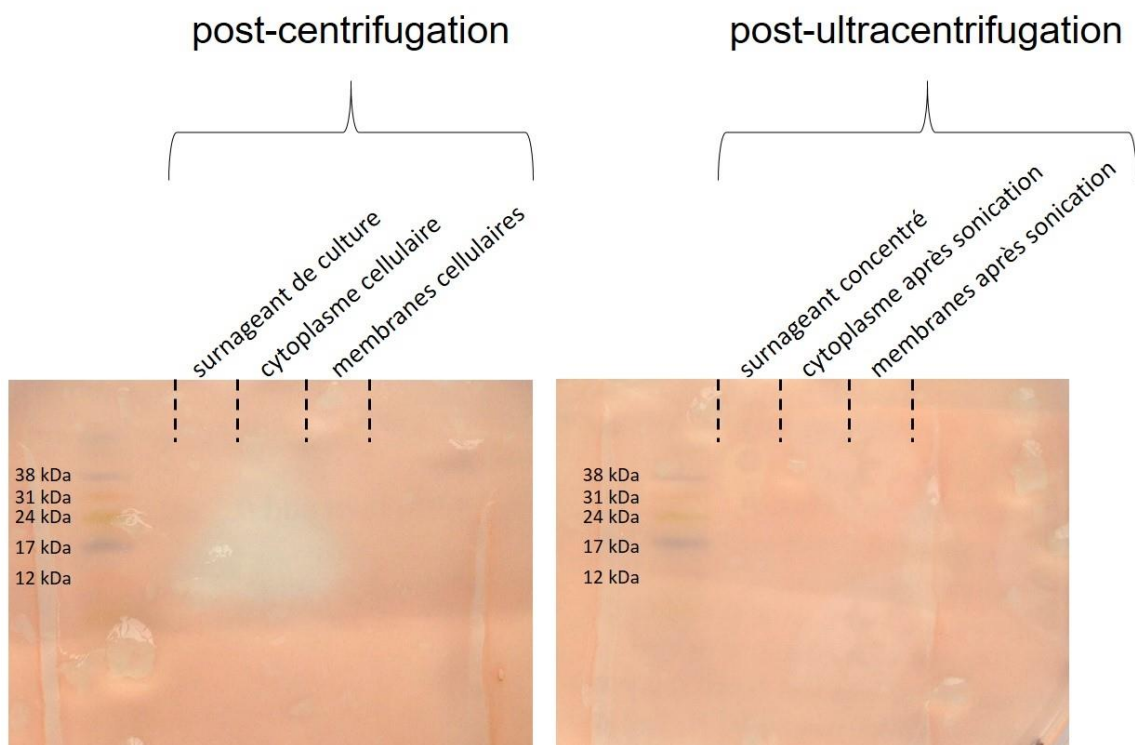 post-centrifugation
post-ultracentrifugation
surnageant de culture
cytoplasme cellulaire
membranes cellulaires
surnageant concentré
cytoplasme après sonication
membranes après sonication
38 kDa
31 kDa
24 kDa
17 kDa
12 kDa
38 kDa
31 kDa
24 kDa
17 kDa
12 kDa